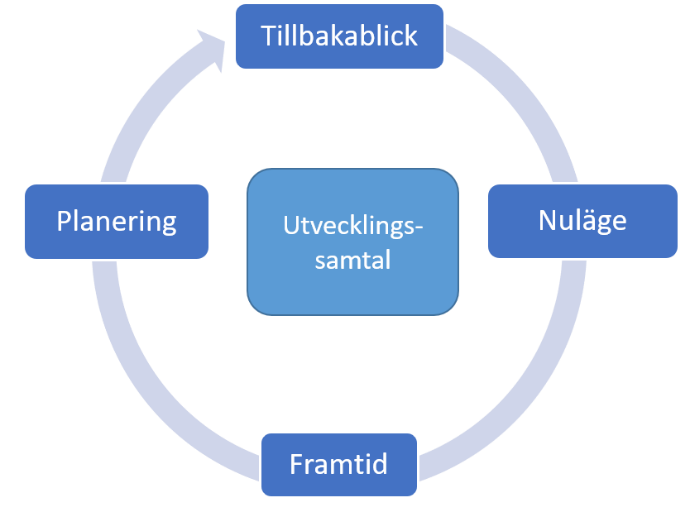 Tillbakablick
Nuläge
Framtid
Planering
Utvecklings-
samtal